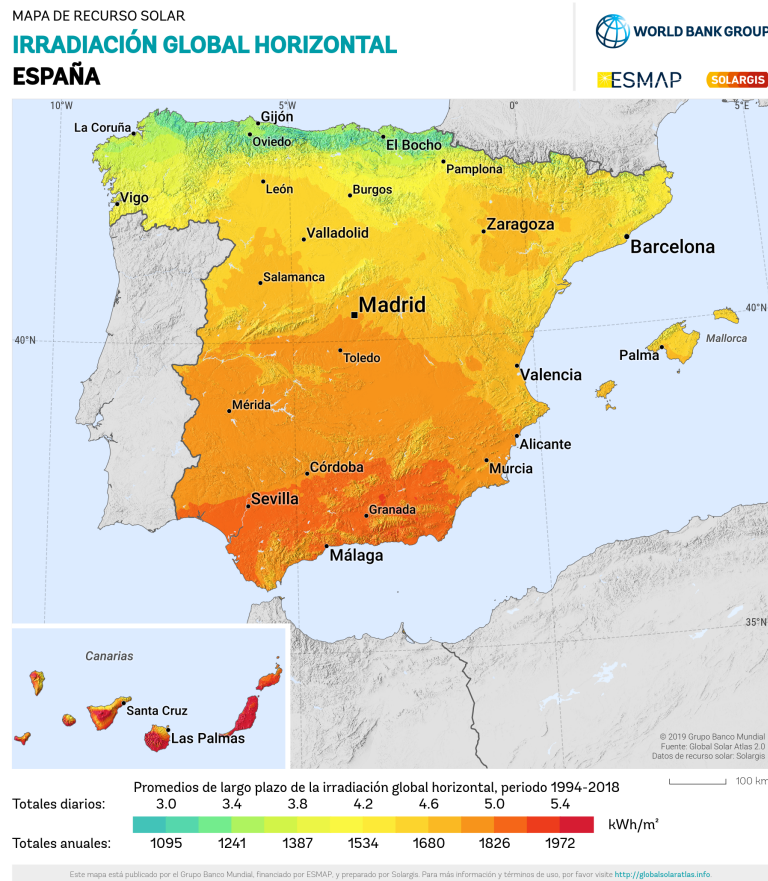 MAPA DE RECURSO SOLAR
IRRADIACIÓN GLOBAL HORIZONTAL
ESPAÑA
WORLD BANK GROUP
ESMAP
SOLARGIS
10°W
5°W
0°
5°E
La Coruña
Gijón
Oviedo
El Bocho
Pamplona
Vigo
León
Burgos
Valladolid
Zaragoza
Barcelona
Salamanca
Madrid
40°N
40°N
Mallorca
Palma
Toledo
Valencia
Mérida
Alicante
Córdoba
Murcia
Sevilla
Granada
Málaga
35°N
Canarias
Santa Cruz
Las Palmas
© 2019 Grupo Banco Mundial
Fuente: Global Solar Atlas 2.0
Datos de recurso solar: Solargis
100 km
Promedios de largo plazo de la irradiación global horizontal, periodo 1994-2018
Totales diarios: 3.0 3.4 3.8 4.2 4.6 5.0 5.4
kWh/m²
Totales anuales: 1095 1241 1387 1534 1680 1826 1972
Este mapa está publicado por el Grupo Banco Mundial, financiado por ESMAP, y preparado por Solargis. Para más información y términos de uso, por favor visite http://globalsolaratlas.info.